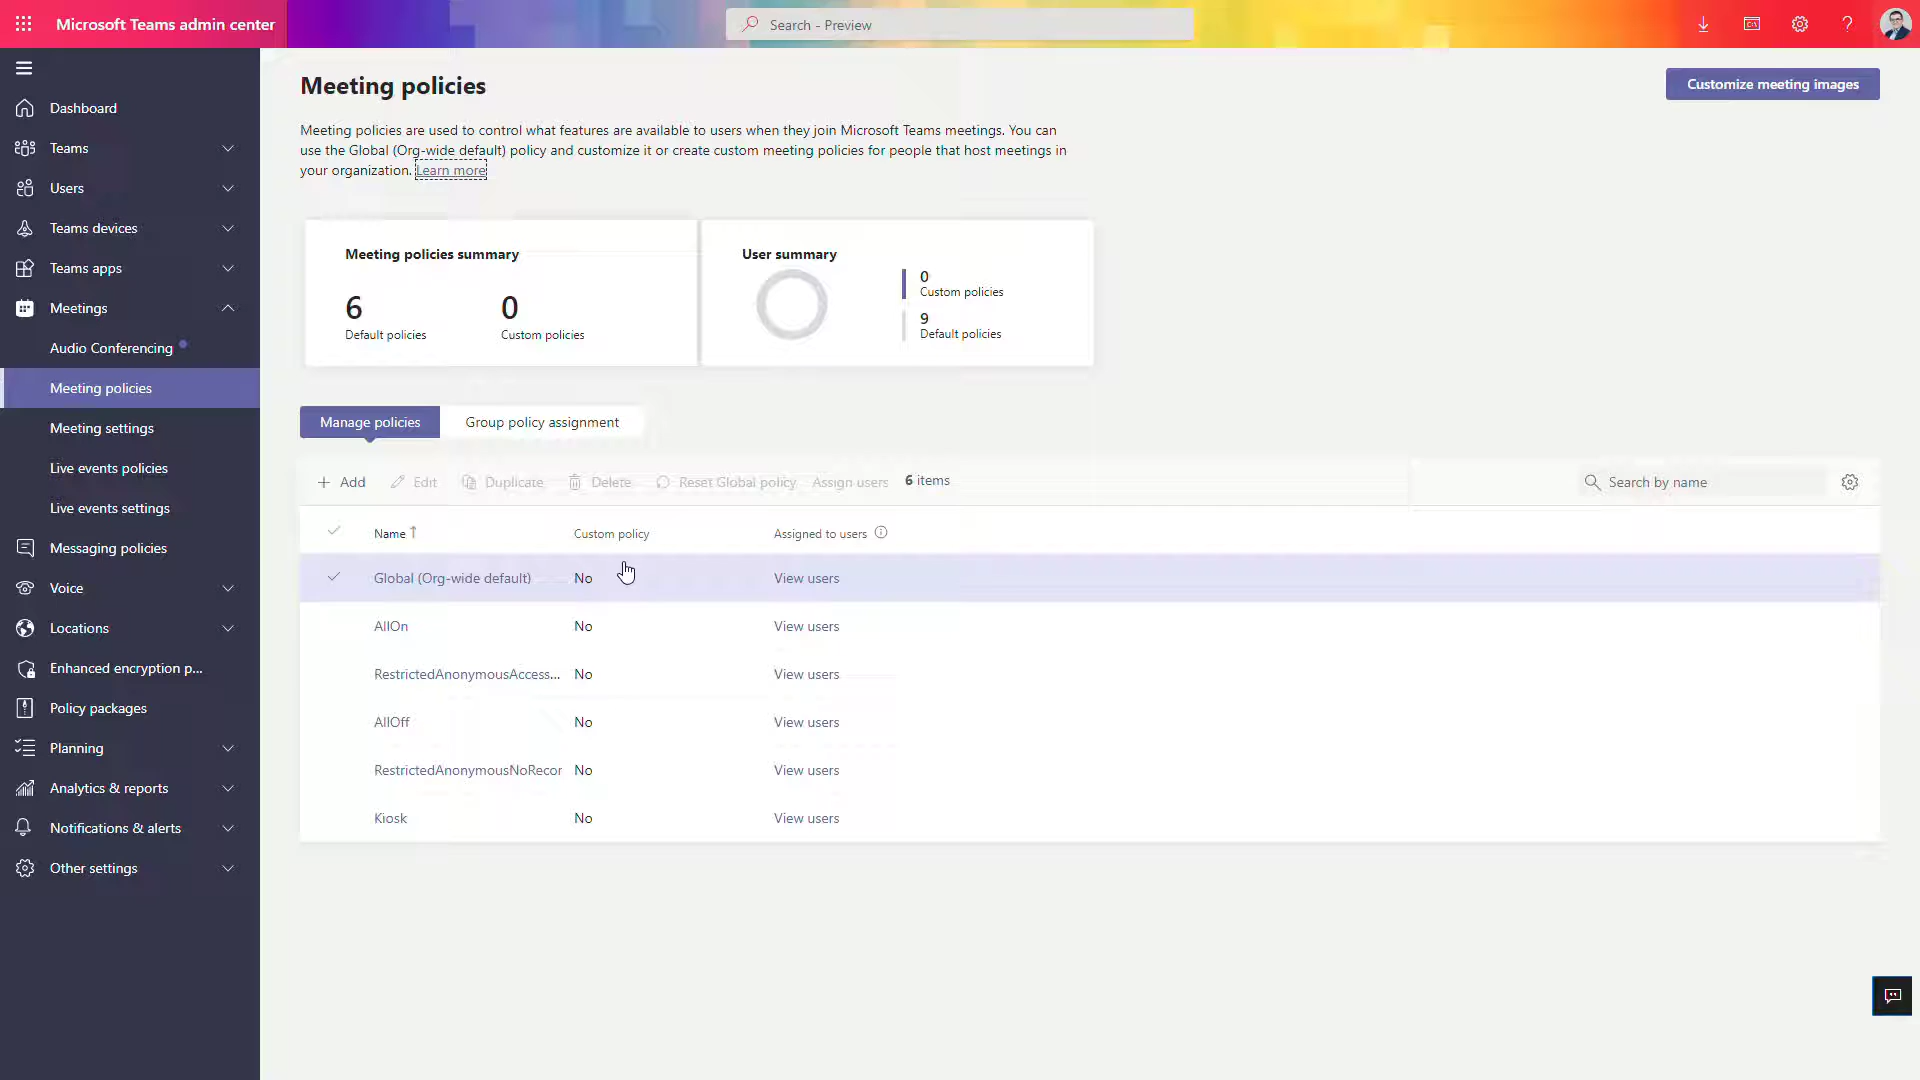 Microsoft Teams admin center
Search - Preview
Dashboard
Teams
Users
Teams devices
Teams apps
Meetings
Audio Conferencing
Meeting policies
Meeting settings
Live events policies
Live events settings
Messaging policies
Voice
Locations
Enhanced encryption p...
Policy packages
Planning
Analytics & reports
Notifications & alerts
Other settings
Meeting policies
Customize meeting images
Meeting policies are used to control what features are available to users when they join Microsoft Teams meetings. You can
use the Global (Org-wide default) policy and customize it or create custom meeting policies for people that host meetings in
your organization. Learn more
Meeting policies summary
6
Default policies
0
Custom policies
User summary
0
Custom policies
9
Default policies
Manage policies
Group policy assignment
Add
Edit
Duplicate
Delete
Reset Global policy
Assign users
6 items
Search by name
Name
Custom policy
Assigned to users
Global (Org-wide default) No View users
AllOn No View users
RestrictedAnonymousAccess... No View users
AllOff No View users
RestrictedAnonymousNoRecor No View users
Kiosk No View users